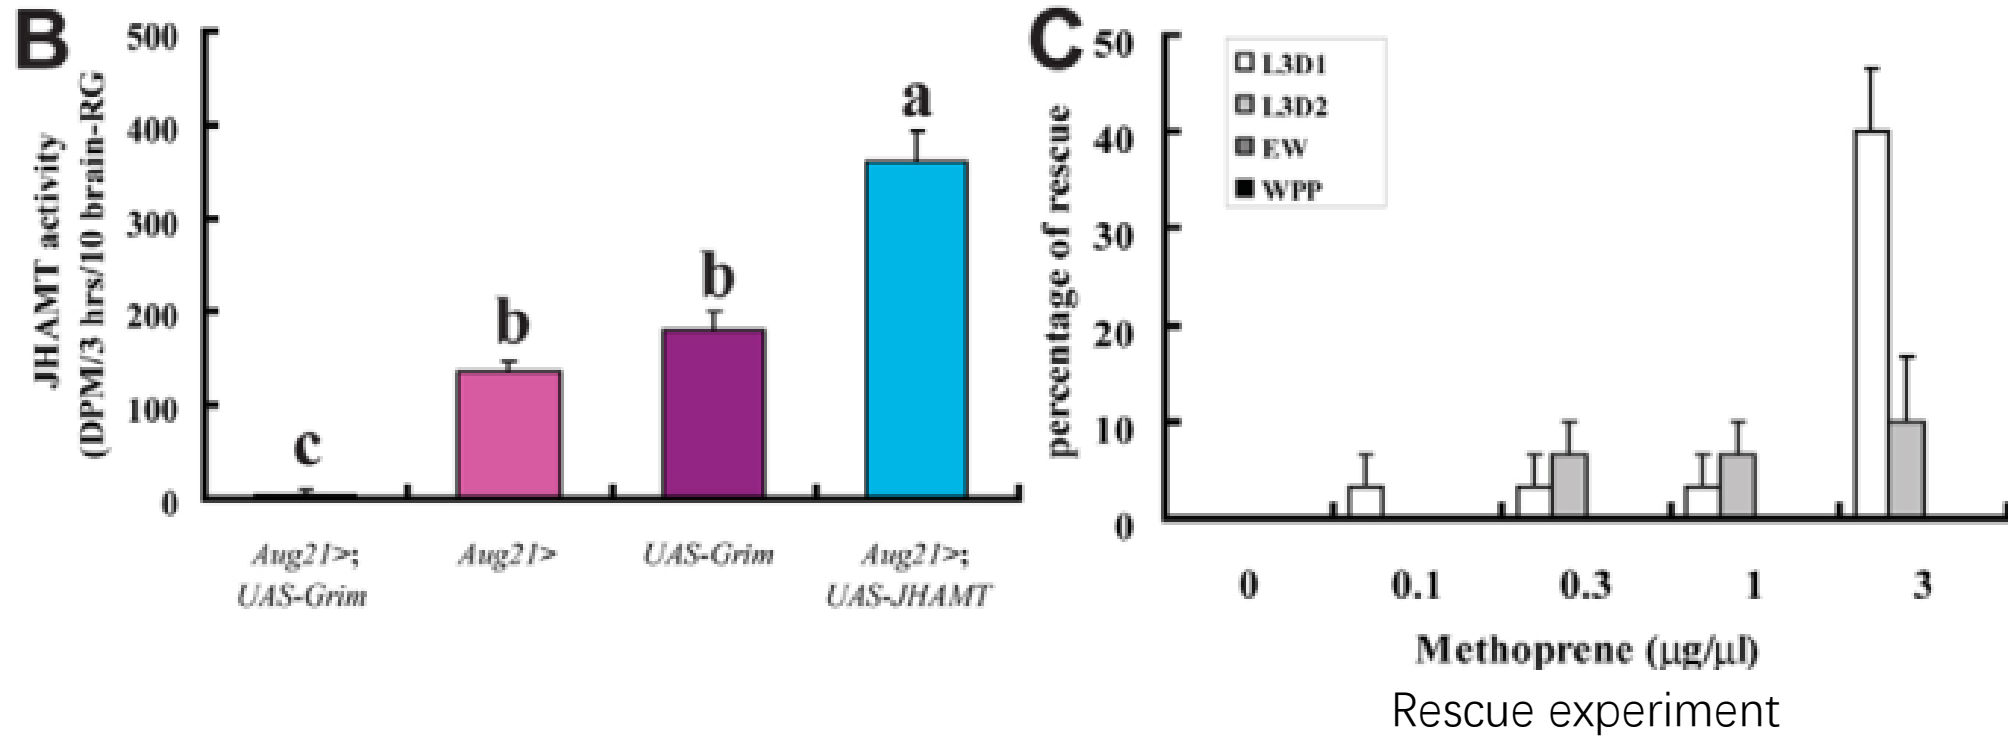 B
JHAMT activity
(DPM/3 hrs/10 brain-RG
500
400
300
200
100
0
c
b
b
a
Aug21>;
UAS-Grim
Aug21>
UAS-Grim
Aug21>;
UAS-JHAMT
C
percentage of rescue
50
40
30
20
10
0
L3D1
L3D2
EW
WPP
0 0.1 0.3 1 3
Methoprene (μg/μl)
Rescue experiment